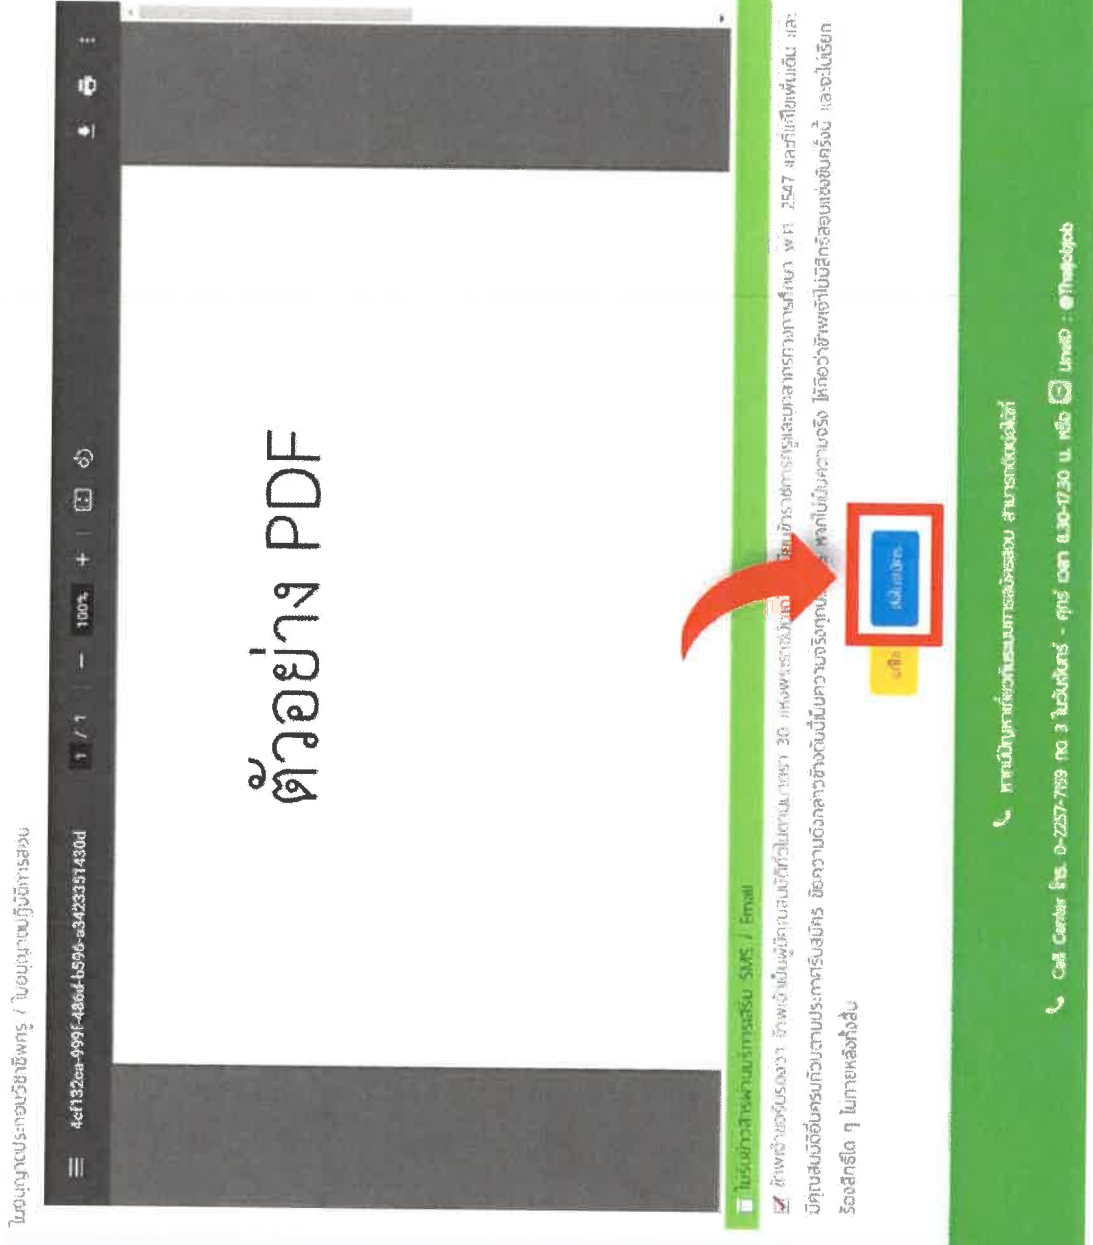 ใบอนุญาตประกอบวิชาชีพครู / ใบอนุญาตปฏิบัติการสอน
4cf132ca-999f-486d-b596-a3423351430d
1 / 1
100%
ตัวอย่าง PDF
ไม่รับข่าวสารผ่านบริการเสริม SMS / Email
ข้าพเจ้าขอรับรองว่า ข้าพเจ้าเป็นผู้มีคุณสมบัติทั่วไปตามมาตรา 30 แห่งพระราชบัญญัติระเบียบข้าราชการครูและบุคลากรทางการศึกษา พ.ศ. 2547 และที่แก้ไขเพิ่มเติม และ
มีคุณสมบัติอื่นครบถ้วนตามประกาศรับสมัคร ข้อความดังกล่าวข้างต้นนี้เป็นความจริงทุกประการ หากไม่เป็นความจริง ให้ถือว่าข้าพเจ้าไม่มีสิทธิ์สอบแข่งขันครั้งนี้ และจะไม่เรียก
ร้องสิทธิ์ใด ๆ ในภายหลังทั้งสิ้น
แก้ไข
ส่งใบสมัคร
หากมีปัญหาเกี่ยวกับระบบการสมัครสอบ สามารถติดต่อได้ที่
Call Center โทร. 0-2257-7159 กด 3 ในวันจันทร์ - ศุกร์ เวลา 8.30-17.30 น. หรือ LineID : @Thaijobjob